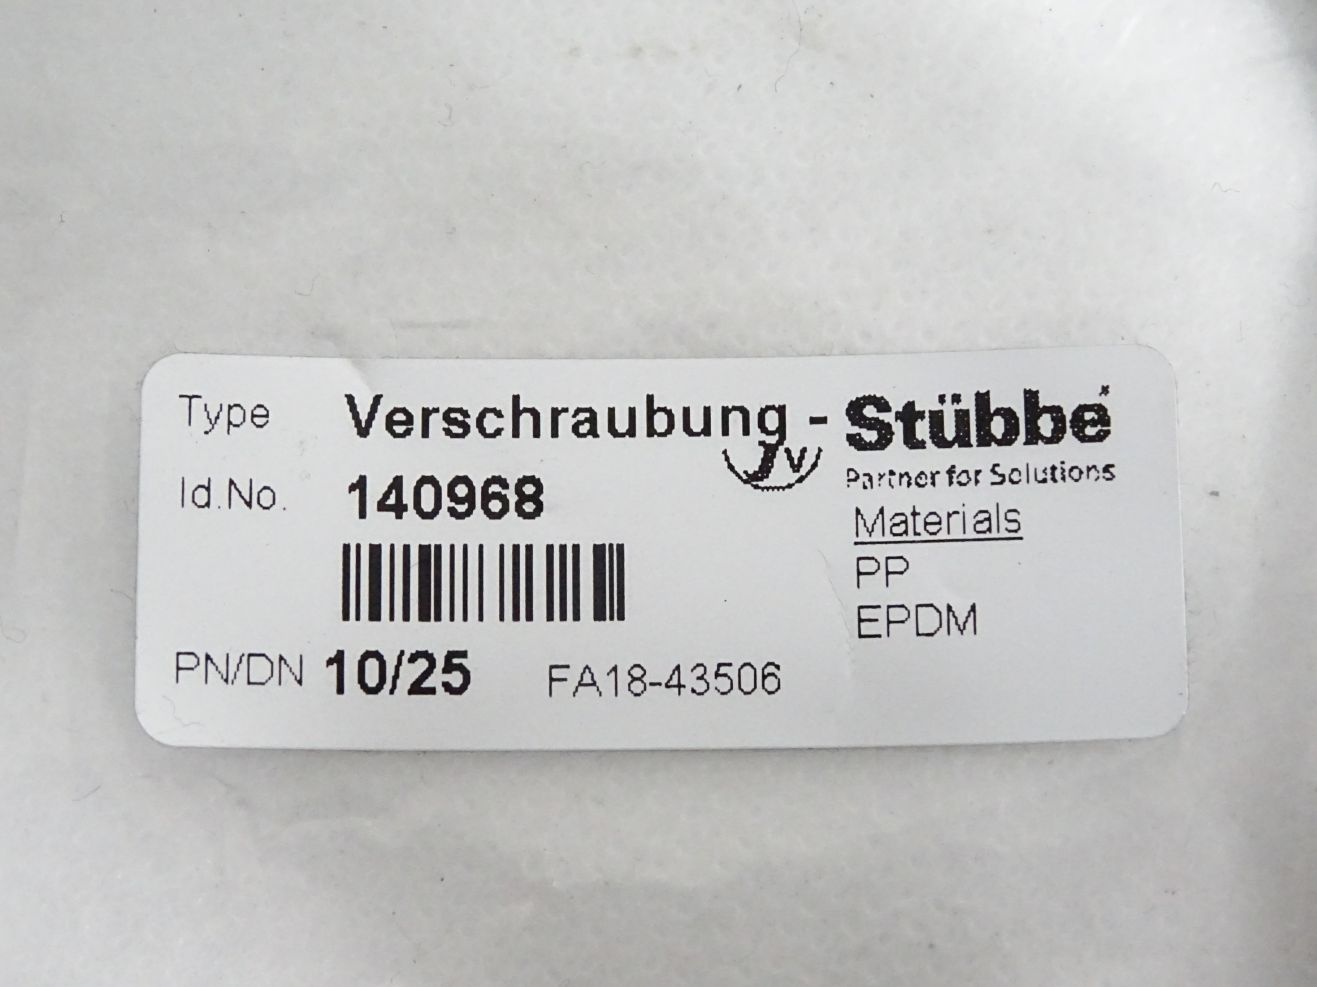 Type Verschraubung - Stübbe
Partner for Solutions
Id.No. 140968
Materials
PP
EPDM
PN/DN 10/25 FA18-43506